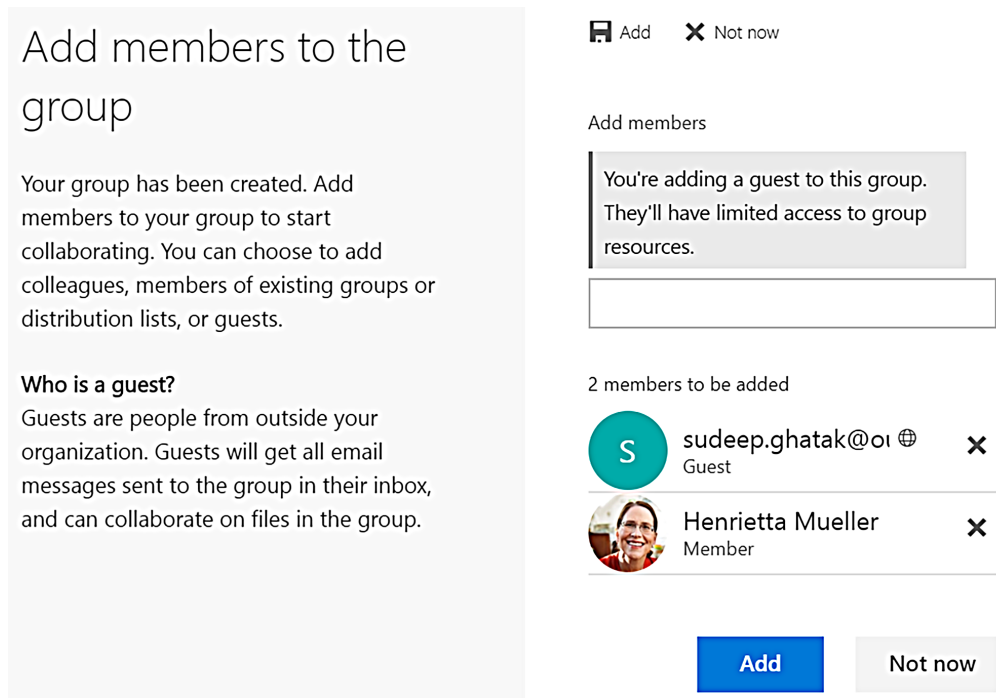 Add members to the
group
Your group has been created. Add
members to your group to start
collaborating. You can choose to add
colleagues, members of existing groups or
distribution lists, or guests.
Who is a guest?
Guests are people from outside your
organization. Guests will get all email
messages sent to the group in their inbox,
and can collaborate on files in the group.
Add
Not now
Add members
You're adding a guest to this group.
They'll have limited access to group
resources.
2 members to be added
S
sudeep.ghatak@ou
Guest
Henrietta Mueller
Member
Add
Not now